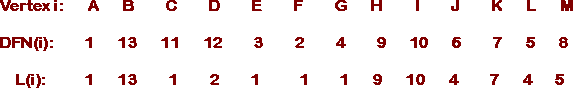 Vertex i: A B C D E F G H I J K L M
DFN(i): 1 13 11 12 3 2 4 9 10 6 7 5 8
L(i): 1 13 1 2 1 1 1 9 10 4 7 4 5